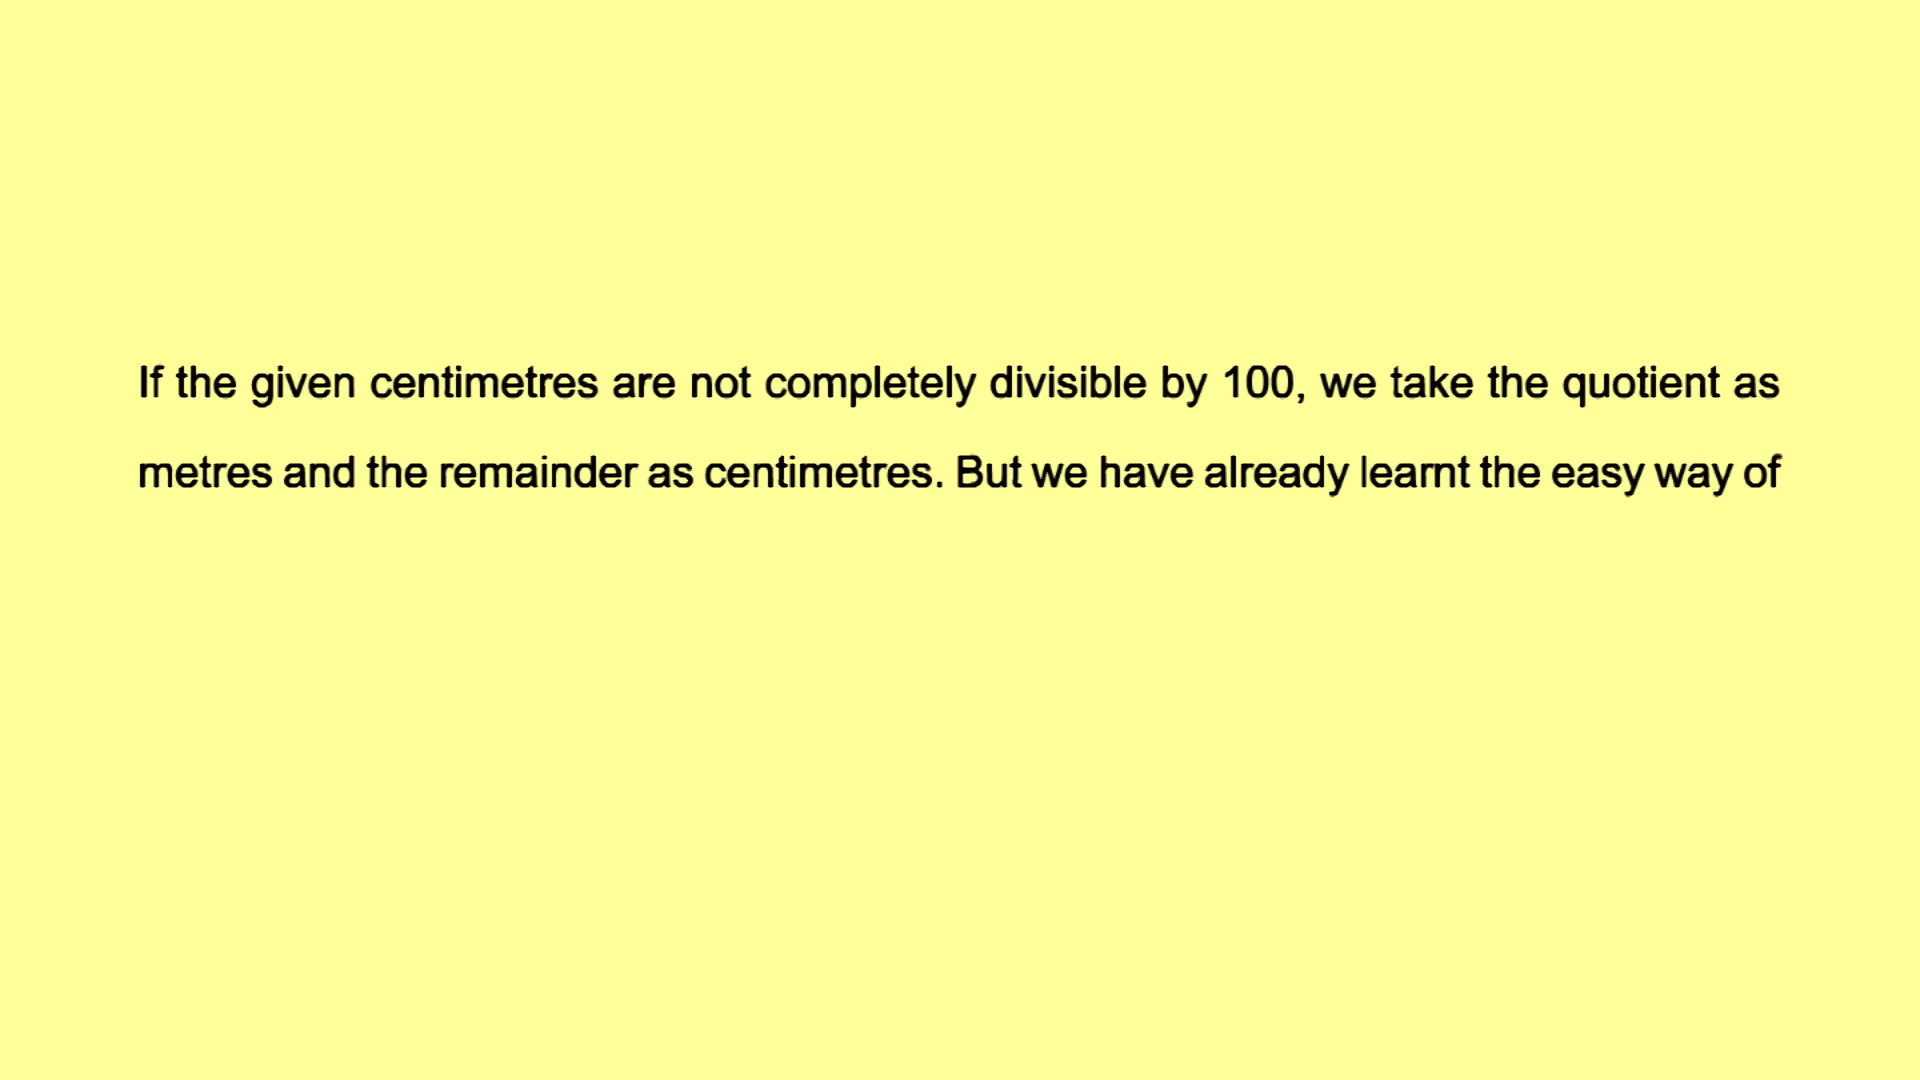 If the given centimetres are not completely divisible by 100, we take the quotient as
metres and the remainder as centimetres. But we have already learnt the easy way of